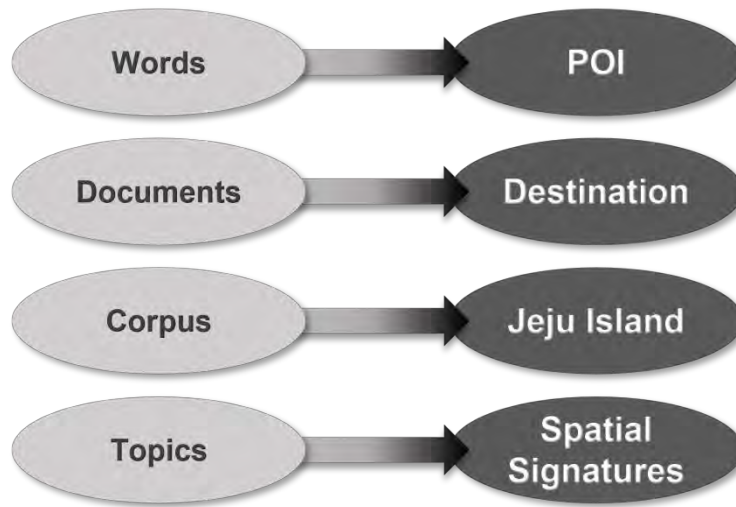 Words
POI
Documents
Destination
Corpus
Jeju Island
Topics
Spatial
Signatures